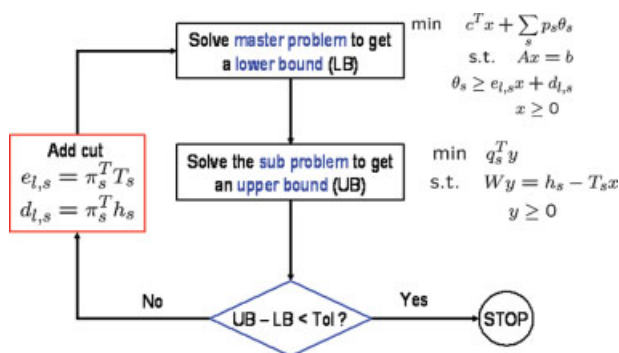 Solve master problem to get
a lower bound (LB)
min c^T x + ∑_s p_s θ_s
s.t. Ax = b
θ_s ≥ e_{l,s} x + d_{l,s}
x ≥ 0
Add cut
e_{l,s} = π_s^T T_s
d_{l,s} = π_s^T h_s
Solve the sub problem to get
an upper bound (UB)
min q_s^T y
s.t. Wy = h_s − T_s x
y ≥ 0
No
UB – LB < Tol ?
Yes
STOP